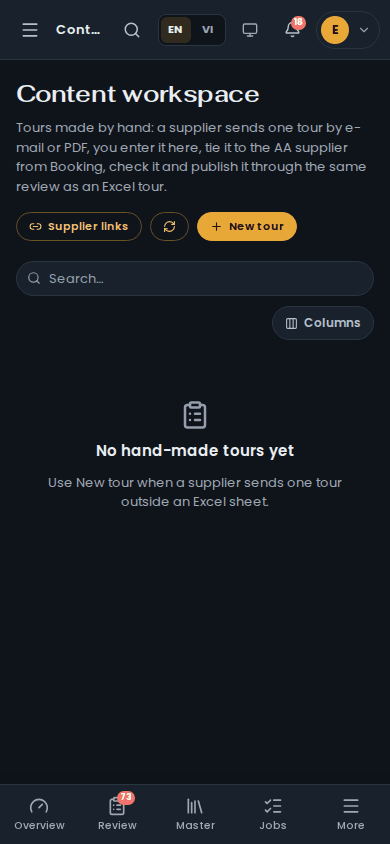 Cont...
EN
VI
18
E
Content workspace
Tours made by hand: a supplier sends one tour by e-
mail or PDF, you enter it here, tie it to the AA supplier
from Booking, check it and publish it through the same
review as an Excel tour.
Supplier links
New tour
Search...
Columns
No hand-made tours yet
Use New tour when a supplier sends one tour
outside an Excel sheet.
73
Overview
Review
Master
Jobs
More